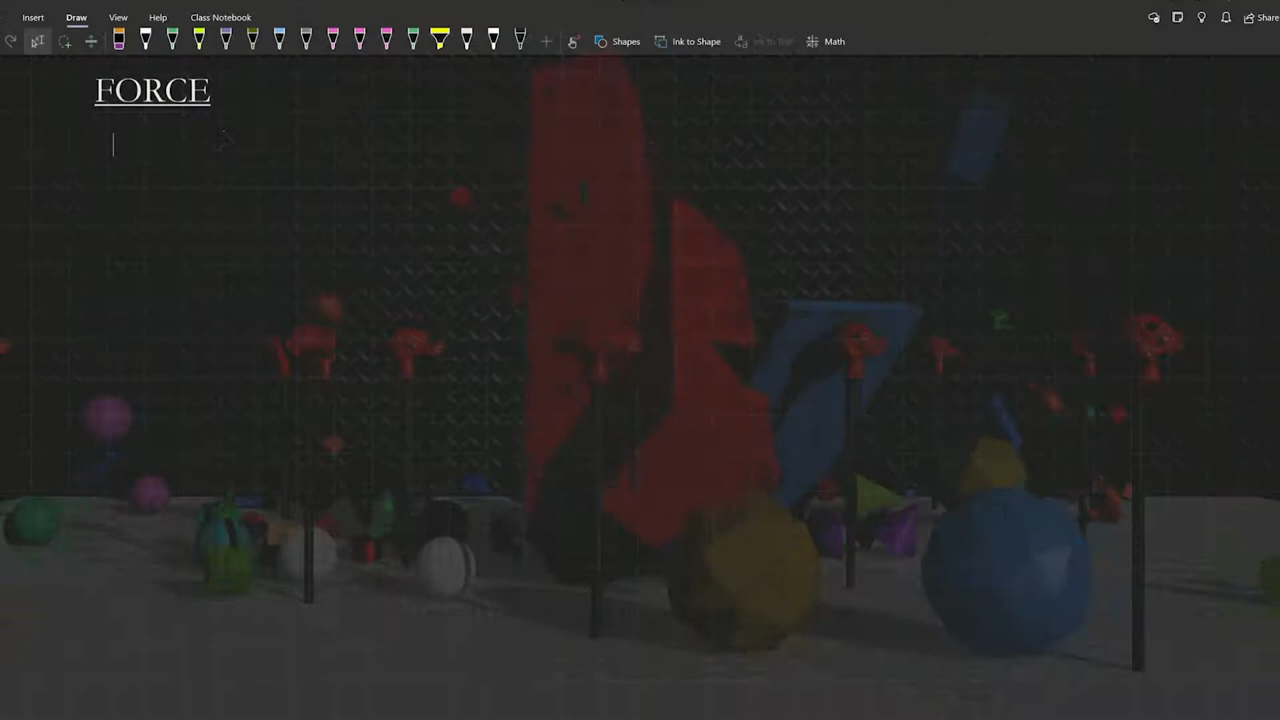 Insert Draw View Help Class Notebook Share
Shapes Ink to Shape Math
FORCE